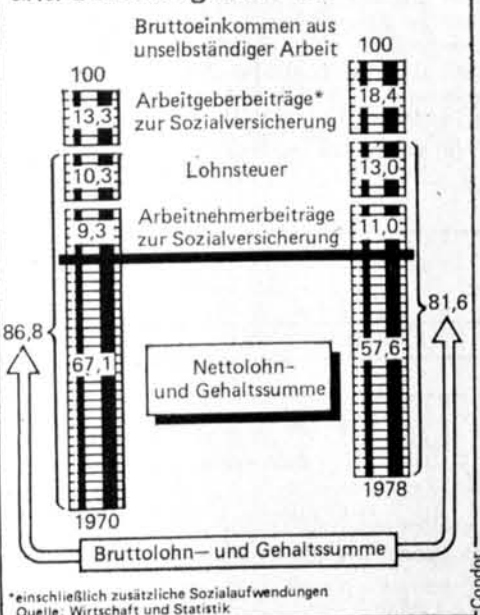 Bruttoeinkommen aus
unselbständiger Arbeit
100
100
Arbeitgeberbeiträge*
zur Sozialversicherung
13,3
18,4
Lohnsteuer
10,3
13,0
Arbeitnehmerbeiträge
zur Sozialversicherung
9,3
11,0
86,8
81,6
67,1
57,6
Nettolohn-
und Gehaltssumme
1970
1978
Bruttolohn- und Gehaltssumme
*einschließlich zusätzliche Sozialaufwendungen
Quelle: Wirtschaft und Statistik
Condor